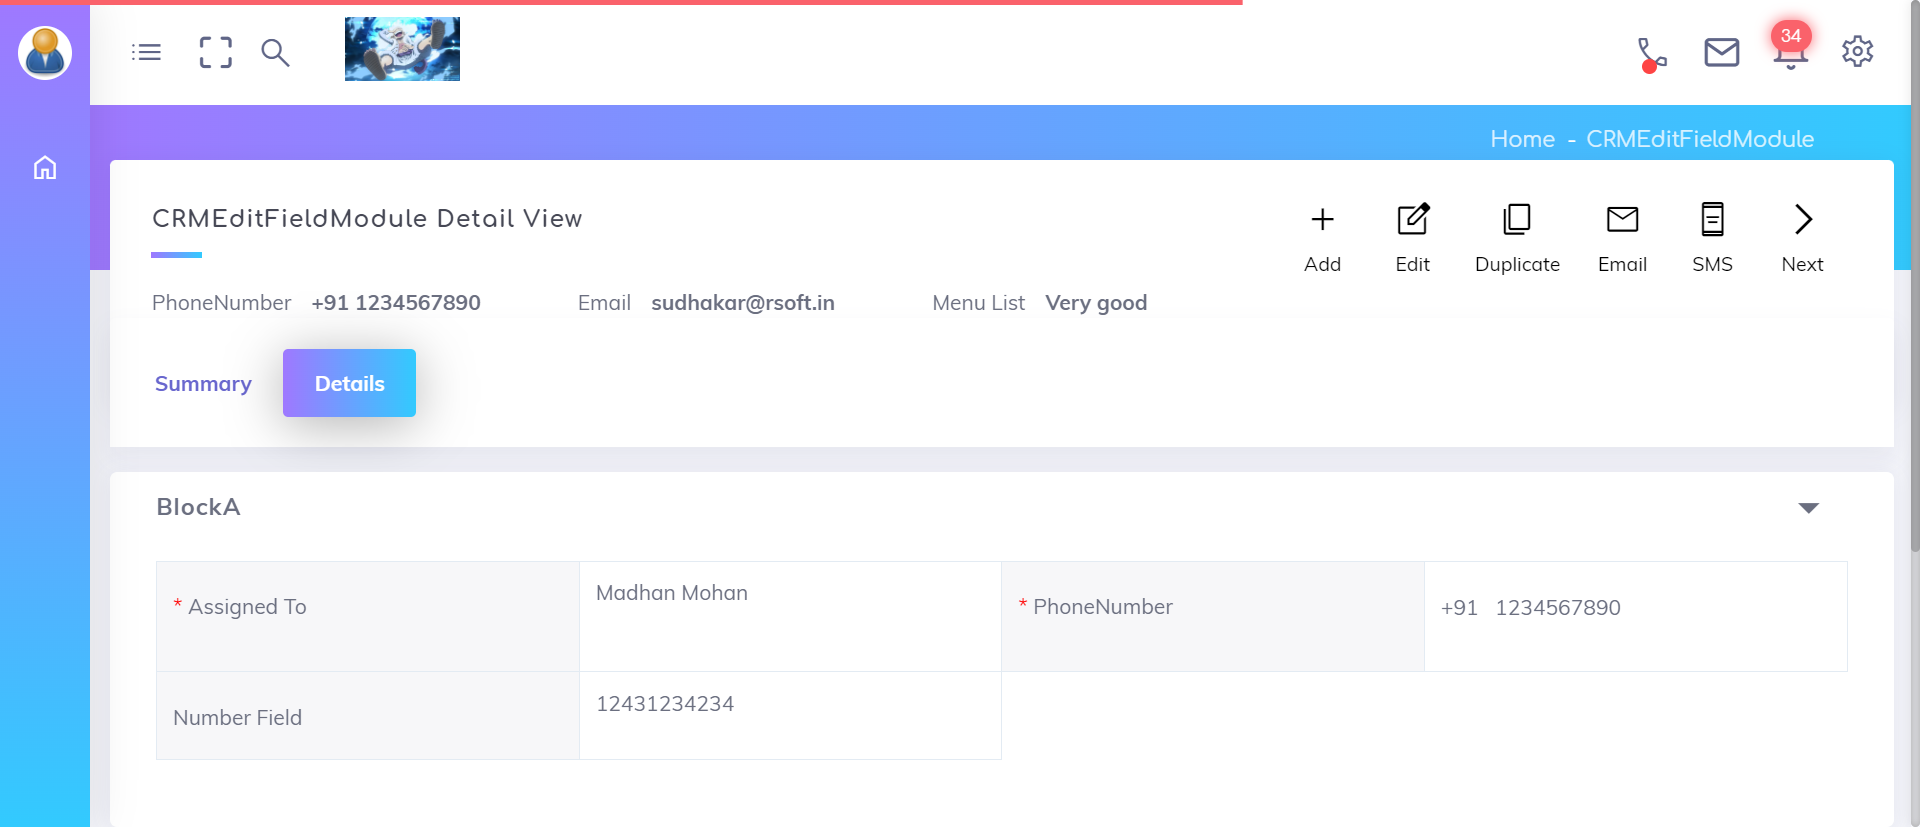 34
Home - CRMEditFieldModule
CRMEditFieldModule Detail View
Add Edit Duplicate Email SMS Next
PhoneNumber +91 1234567890 Email sudhakar@rsoft.in Menu List Very good
Summary Details
BlockA
* Assigned To Madhan Mohan * PhoneNumber +91 1234567890
Number Field 12431234234